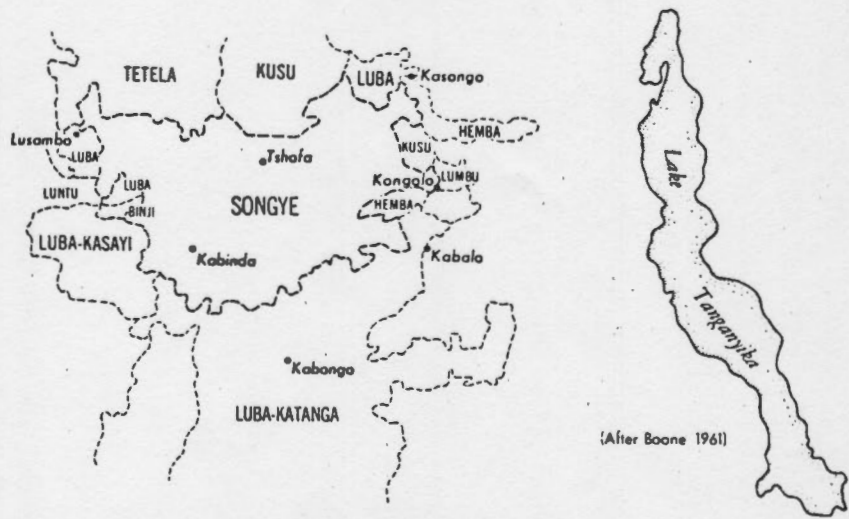 TETELA
KUSU
LUBA
Kasongo
Lusambo
LUBA
Tshofa
KUSU
HEMBA
LUNTU
LUBA
BINJI
SONGYE
Kongolo
LUMBU
HEMBA
LUBA-KASAYI
Kabinda
Kabalo
Kabongo
LUBA-KATANGA
Lake
Tanganyika
(After Boone 1961)